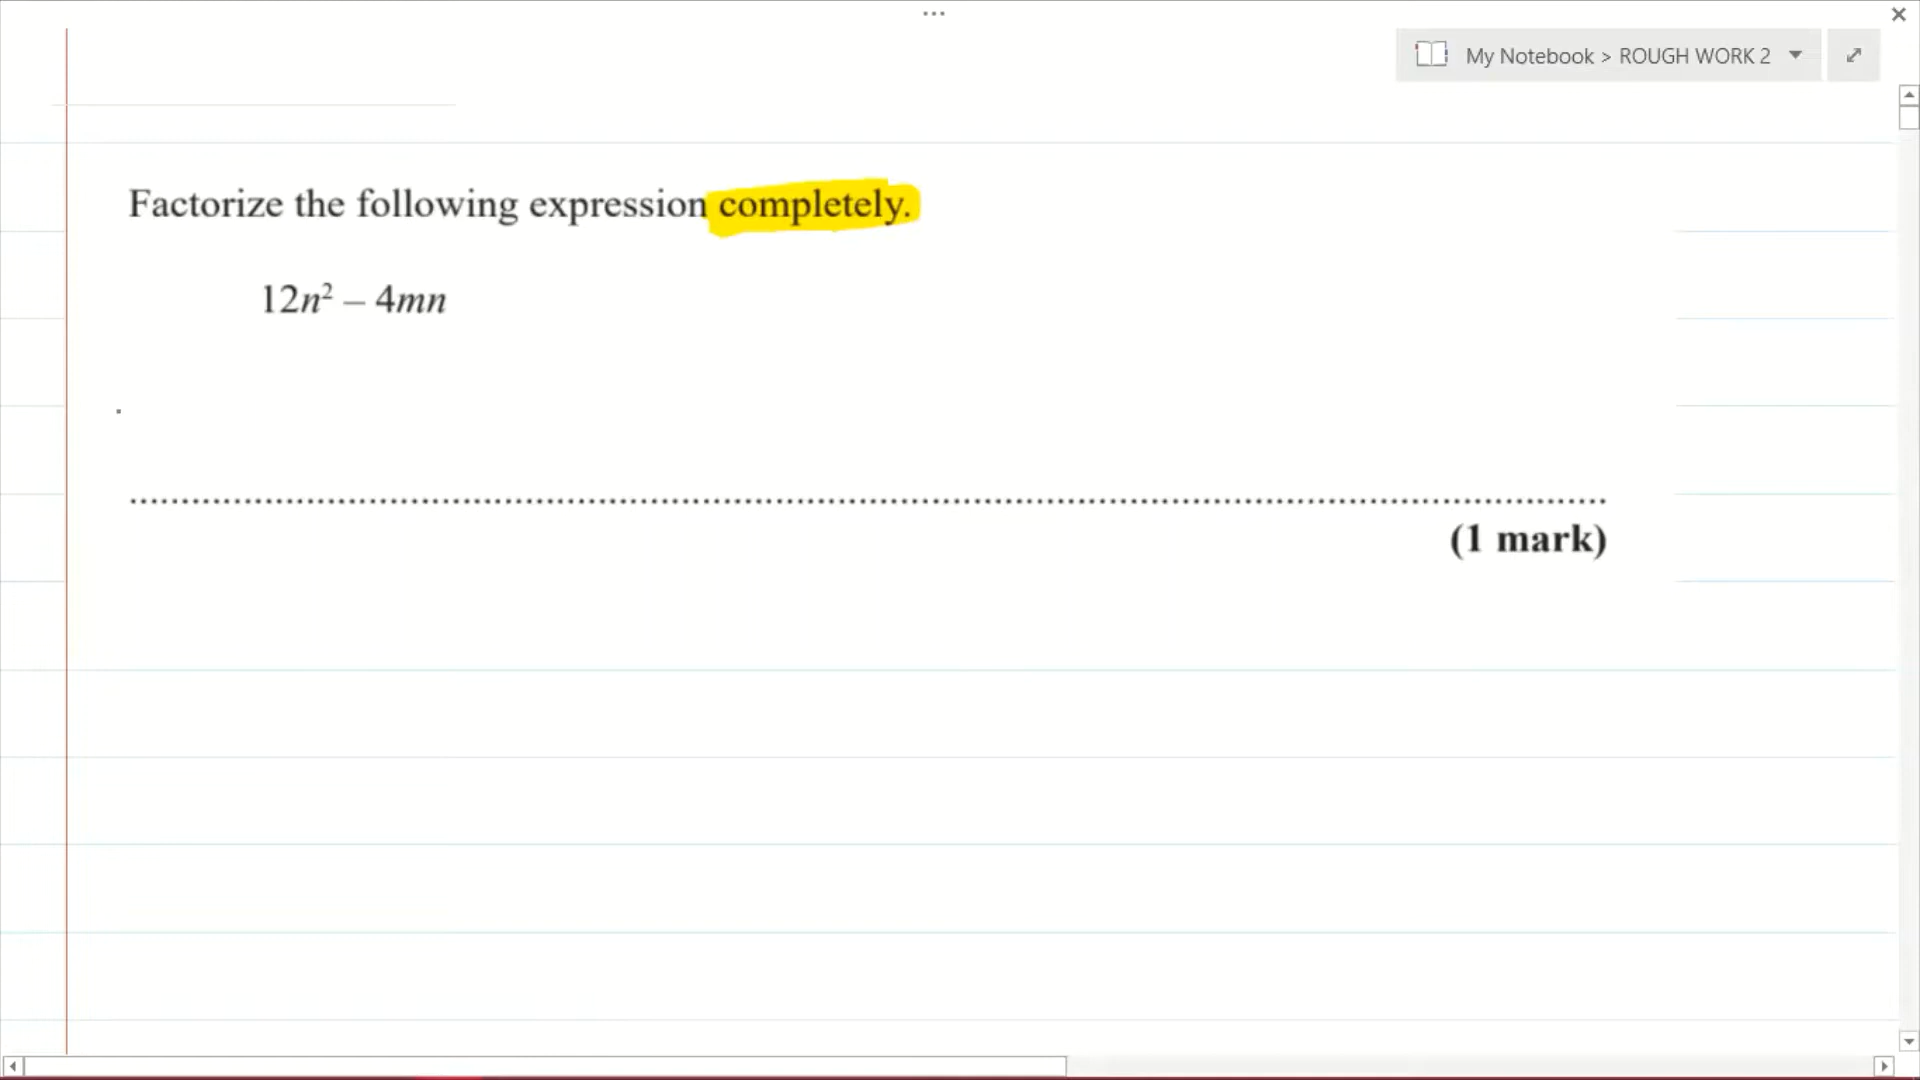 My Notebook > ROUGH WORK 2
Factorize the following expression completely.
12n² – 4mn
(1 mark)